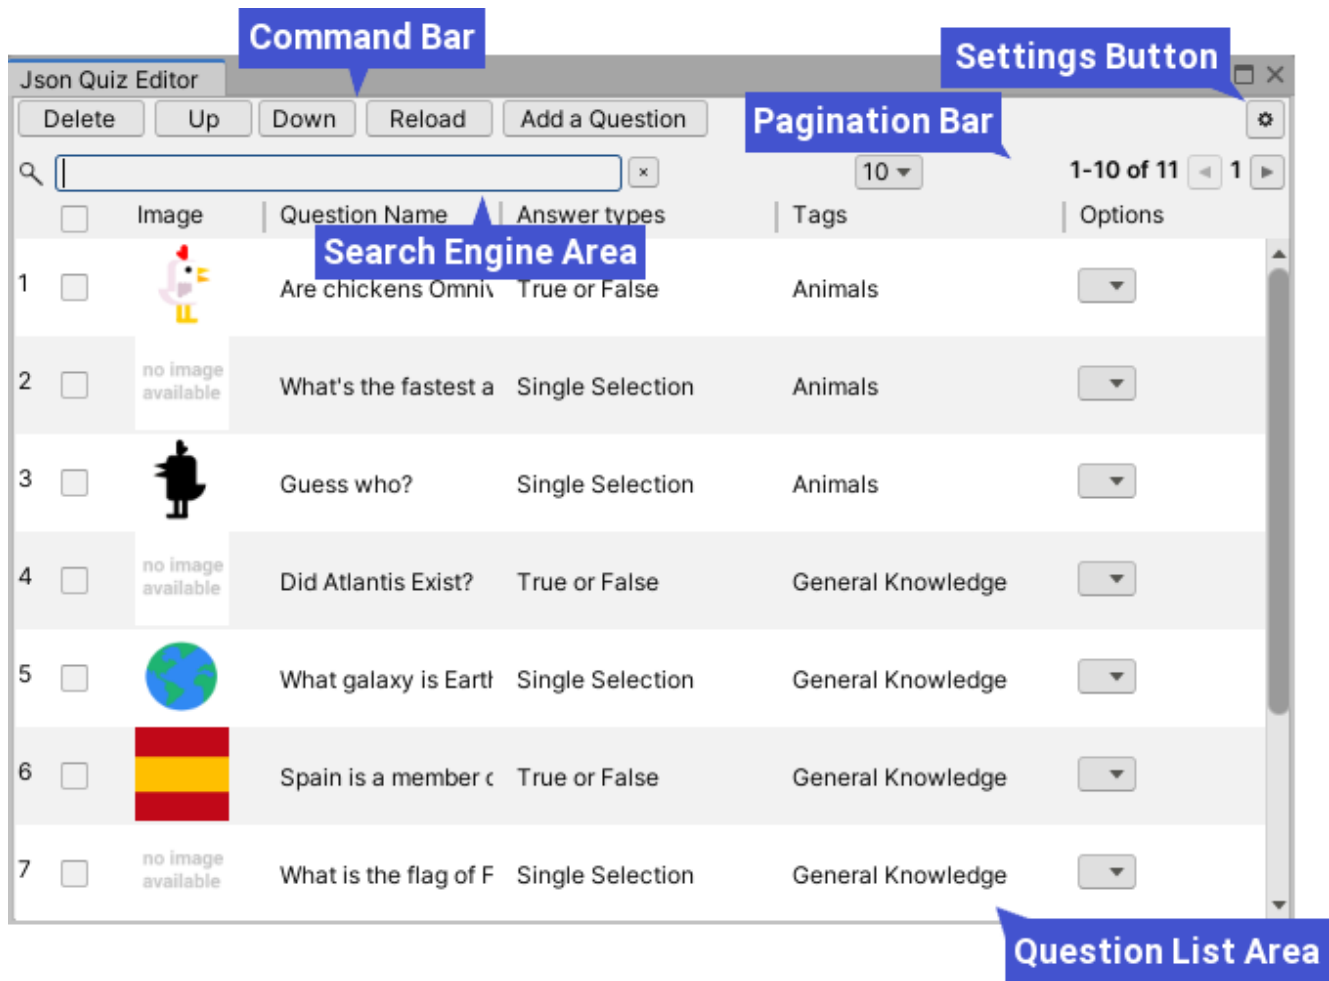 Command Bar
Settings Button
Json Quiz Editor
Delete Up Down Reload Add a Question
Pagination Bar
10 1-10 of 11 1
Image Question Name Answer types Tags Options
Search Engine Area
1 Are chickens Omniv True or False Animals
2 no image available What's the fastest a Single Selection Animals
3 Guess who? Single Selection Animals
4 no image available Did Atlantis Exist? True or False General Knowledge
5 What galaxy is Earth Single Selection General Knowledge
6 Spain is a member o True or False General Knowledge
7 no image available What is the flag of F Single Selection General Knowledge
Question List Area